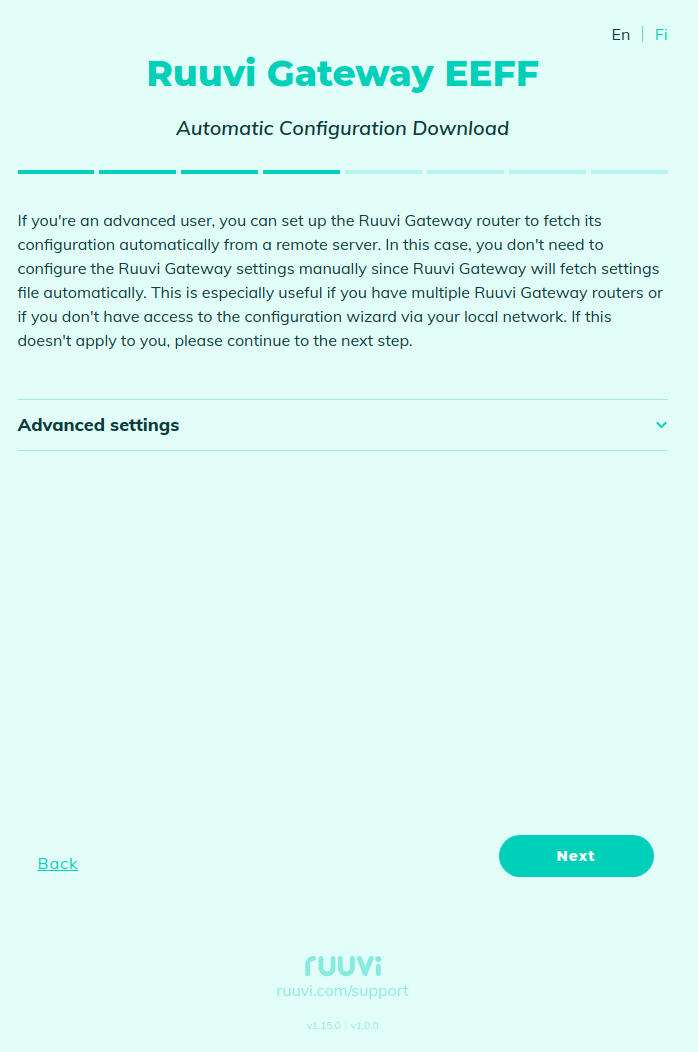 En | Fi
Ruuvi Gateway EEFF
Automatic Configuration Download
If you're an advanced user, you can set up the Ruuvi Gateway router to fetch its
configuration automatically from a remote server. In this case, you don't need to
configure the Ruuvi Gateway settings manually since Ruuvi Gateway will fetch settings
file automatically. This is especially useful if you have multiple Ruuvi Gateway routers or
if you don't have access to the configuration wizard via your local network. If this
doesn't apply to you, please continue to the next step.
Advanced settings
Back
Next
ruuvi
ruuvi.com/support
v1.15.0 | v1.0.0